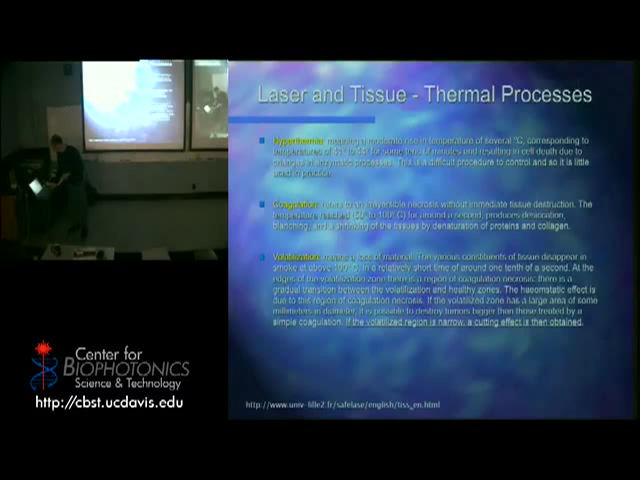 Laser and Tissue - Thermal Processes
Hyperthermia: meaning a moderate rise in temperature of several °C, corresponding to
temperatures of 41° to 44° for some tens of minutes and resulting in cell death due to
changes in enzymatic processes. This is a difficult procedure to control and so it is little
used in practice
Coagulation: refers to an irreversible necrosis without immediate tissue destruction. The
temperature reached (50° to 100° C) for around a second, produces desiccation,
blanching, and a shrinking of the tissues by denaturation of proteins and collagen.
Volatilization: means a loss of material. The various constituents of tissue disappear in
smoke at above 100° C, in a relatively short time of around one tenth of a second. At the
edges of the volatilization zone there is a region of coagulation necrosis: there is a
gradual transition between the volatilization and healthy zones. The haemostatic effect is
due to this region of coagulation necrosis. If the volatilized zone has a large area of some
millimeters in diameter, it is possible to destroy tumors bigger than those treated by a
simple coagulation. If the volatilized region is narrow, a cutting effect is then obtained.
http://www.univ-lille2.fr/safelase/english/tiss_en.html
Center for
BIOPHOTONICS
Science & Technology
http://cbst.ucdavis.edu